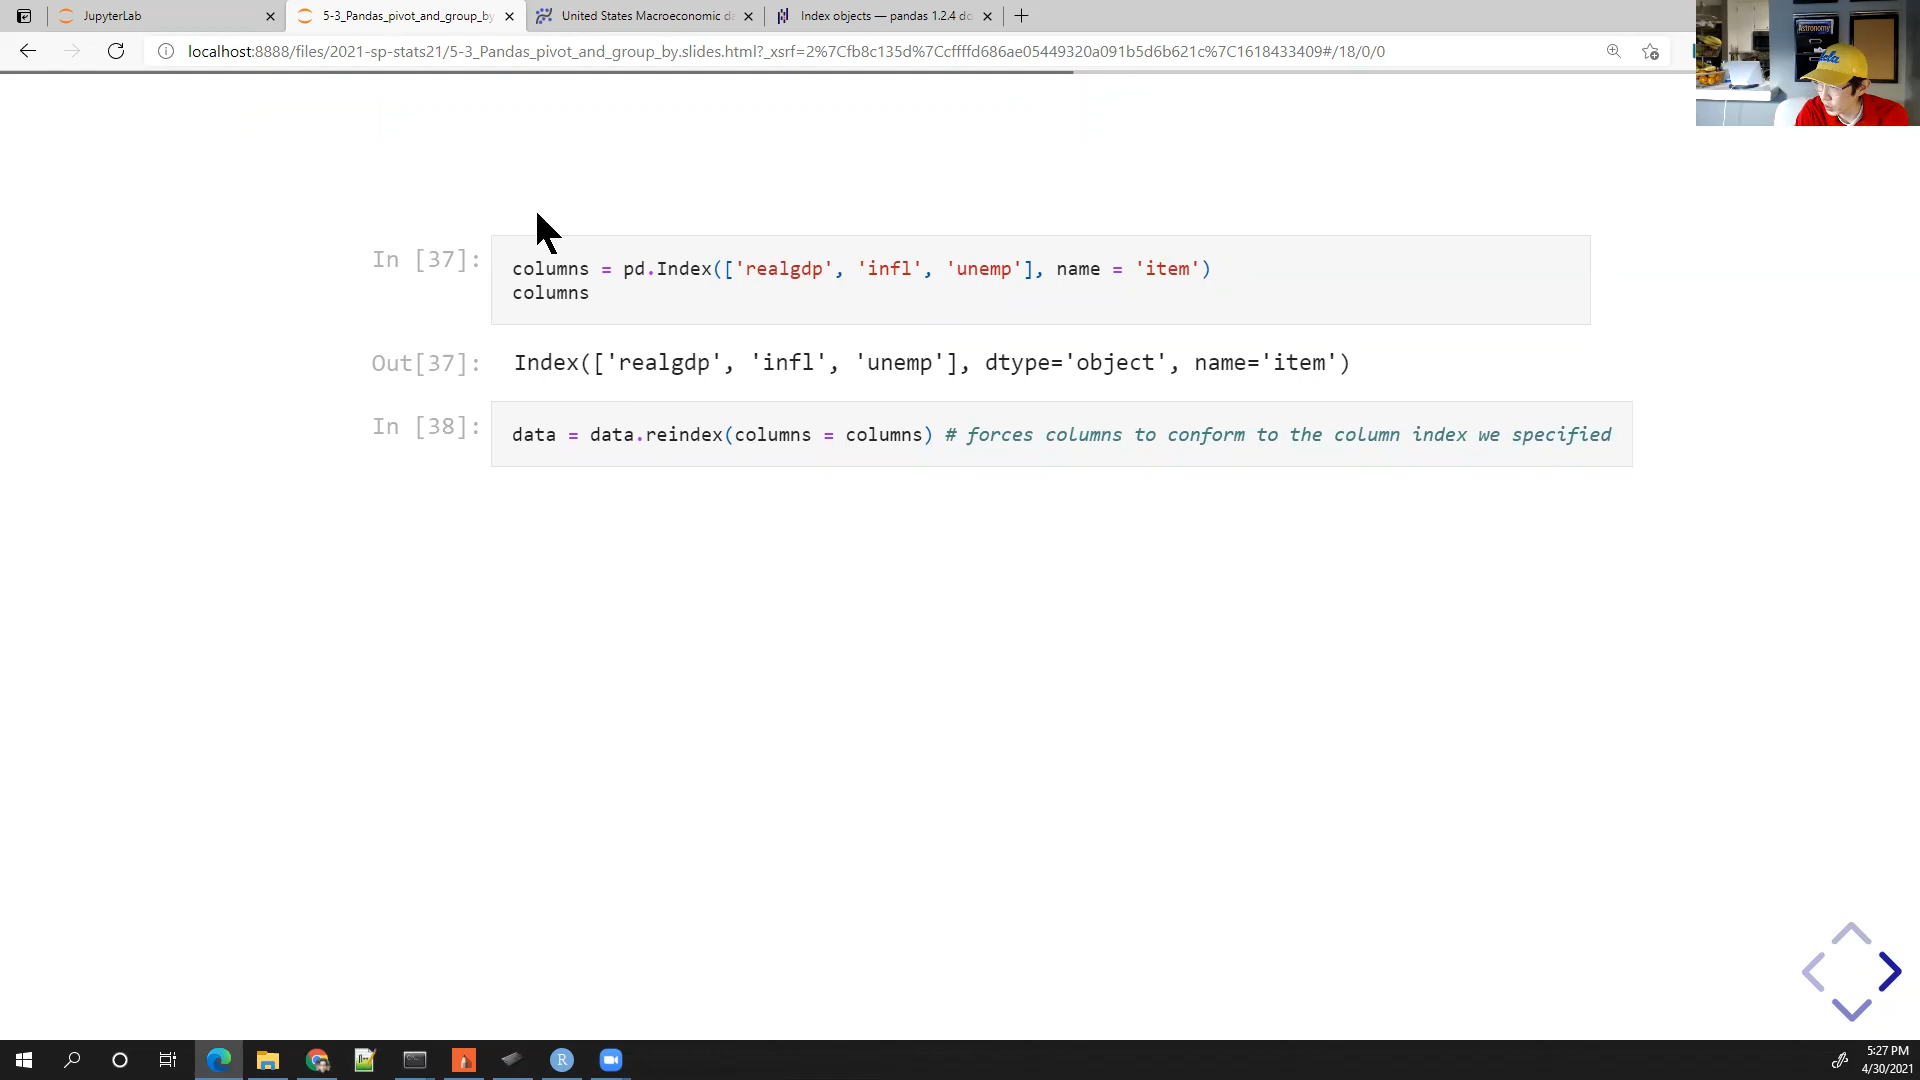 JupyterLab
5-3_Pandas_pivot_and_group_by
United States Macroeconomic da
Index objects — pandas 1.2.4 do
localhost:8888/files/2021-sp-stats21/5-3_Pandas_pivot_and_group_by.slides.html?_xsrf=2%7Cfb8c135d%7Ccffffd686ae05449320a091b5d6b621c%7C1618433409#/18/0/0
Astronomy
In [37]:
columns = pd.Index(['realgdp', 'infl', 'unemp'], name = 'item')
columns
Out[37]:
Index(['realgdp', 'infl', 'unemp'], dtype='object', name='item')
In [38]:
data = data.reindex(columns = columns) # forces columns to conform to the column index we specified
R
5:27 PM
4/30/2021